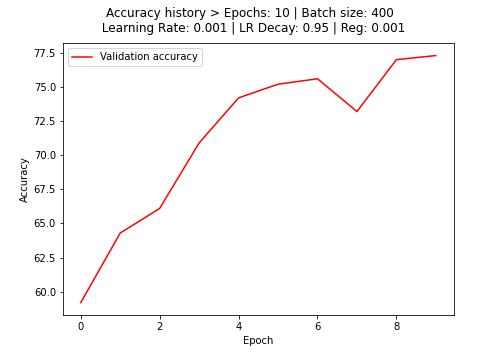 Accuracy history > Epochs: 10 | Batch size: 400
Learning Rate: 0.001 | LR Decay: 0.95 | Reg: 0.001
Validation accuracy
77.5
75.0
72.5
70.0
67.5
65.0
62.5
60.0
Accuracy
0 2 4 6 8
Epoch